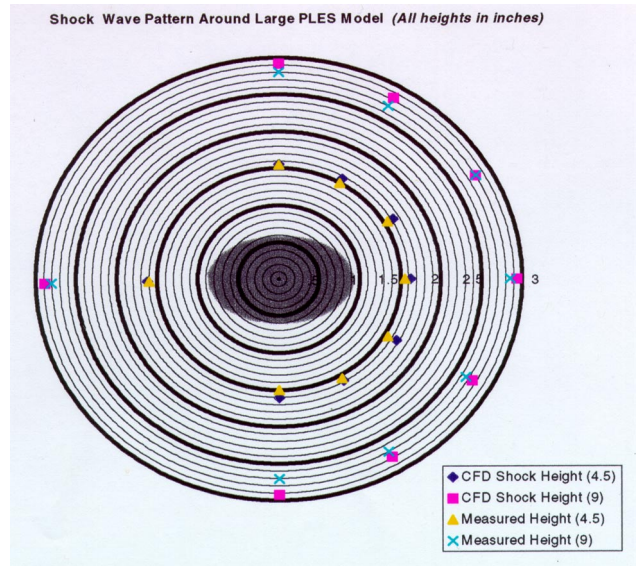 Shock Wave Pattern Around Large PLES Model (All heights in inches)
1 1.5 2 2.5 3
CFD Shock Height (4.5)
CFD Shock Height (9)
Measured Height (4.5)
Measured Height (9)